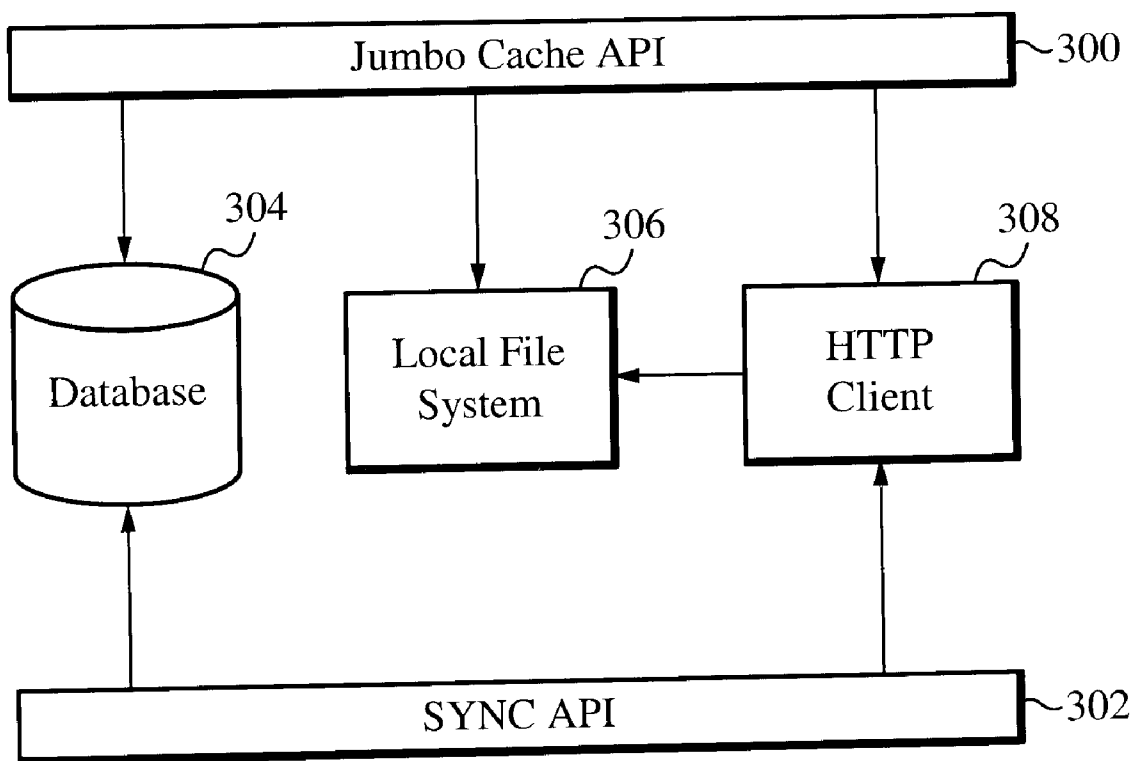 Jumbo Cache API
300
304
306
308
Database
Local File
System
HTTP
Client
SYNC API
302